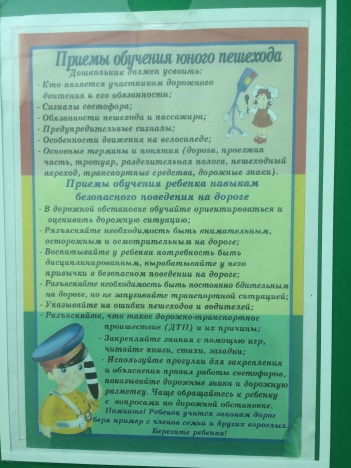 Приемы обучения юного пешехода
Дошкольник должен усвоить:
- Кто является участником дорожного
движения и его обязанности;
- Сигналы светофора;
- Обязанности пешехода и пассажира;
- Предупредительные сигналы;
- Особенности движения на велосипеде;
- Основные термины и понятия (дорога, проезжая
часть, тротуар, разделительная полоса, пешеходный
переход, транспортные средства, дорожные знаки).
Приемы обучения ребенка навыкам
безопасного поведения на дороге
- В дорожной обстановке обучайте ориентироваться и
оценивать дорожную ситуацию;
- Разъясняйте необходимость быть внимательным,
осторожным и осмотрительным на дороге;
- Воспитывайте у ребенка потребность быть
дисциплинированным, вырабатывайте у него
привычки в безопасном поведении на дороге;
- Разъясняйте необходимость быть постоянно бдительным
на дороге, но не запугивайте транспортной ситуацией;
- Указывайте на ошибки пешеходов и водителей;
- Разъясняйте, что такое дорожно-транспортное
проишествие (ДТП) и их причины;
- Закрепляйте знания с помощью игр,
читайте книги, стихи, загадки;
- Используйте прогулки для закрепления
и объяснения правил работы светофоров,
показывайте дорожные знаки и дорожную
разметку. Чаще обращайтесь к ребенку
с вопросами по дорожной обстановке.
Помните! Ребенок учится законам дорог
беря пример с членов семьи и других взрослых.
Берегите ребенка!